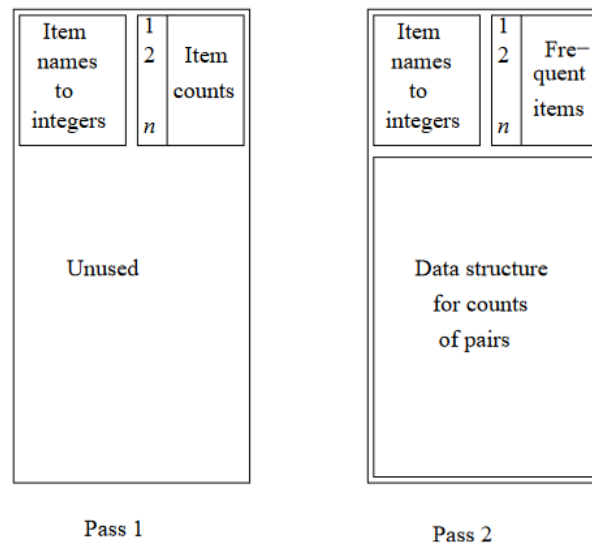 Item
names
to
integers
1
2
n
Item
counts
Unused
Pass 1
Item
names
to
integers
1
2
n
Fre−
quent
items
Data structure
for counts
of pairs
Pass 2